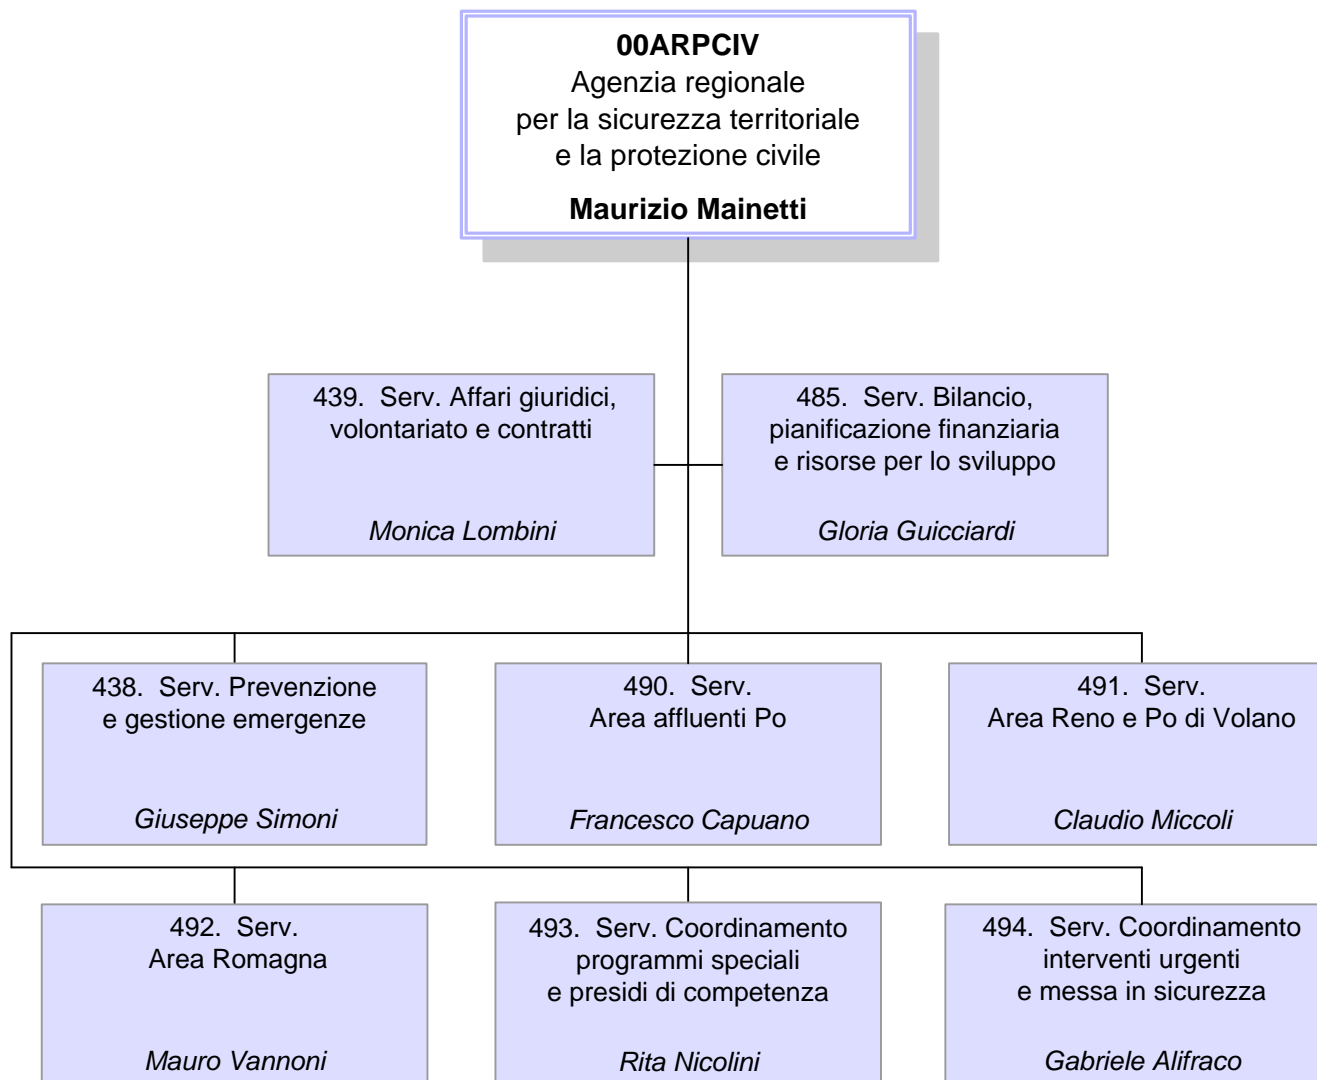 00ARPCIV
Agenzia regionale
per la sicurezza territoriale
e la protezione civile
Maurizio Mainetti
439. Serv. Affari giuridici,
volontariato e contratti
Monica Lombini
485. Serv. Bilancio,
pianificazione finanziaria
e risorse per lo sviluppo
Gloria Guicciardi
438. Serv. Prevenzione
e gestione emergenze
Giuseppe Simoni
490. Serv.
Area affluenti Po
Francesco Capuano
491. Serv.
Area Reno e Po di Volano
Claudio Miccoli
492. Serv.
Area Romagna
Mauro Vannoni
493. Serv. Coordinamento
programmi speciali
e presidi di competenza
Rita Nicolini
494. Serv. Coordinamento
interventi urgenti
e messa in sicurezza
Gabriele Alifraco